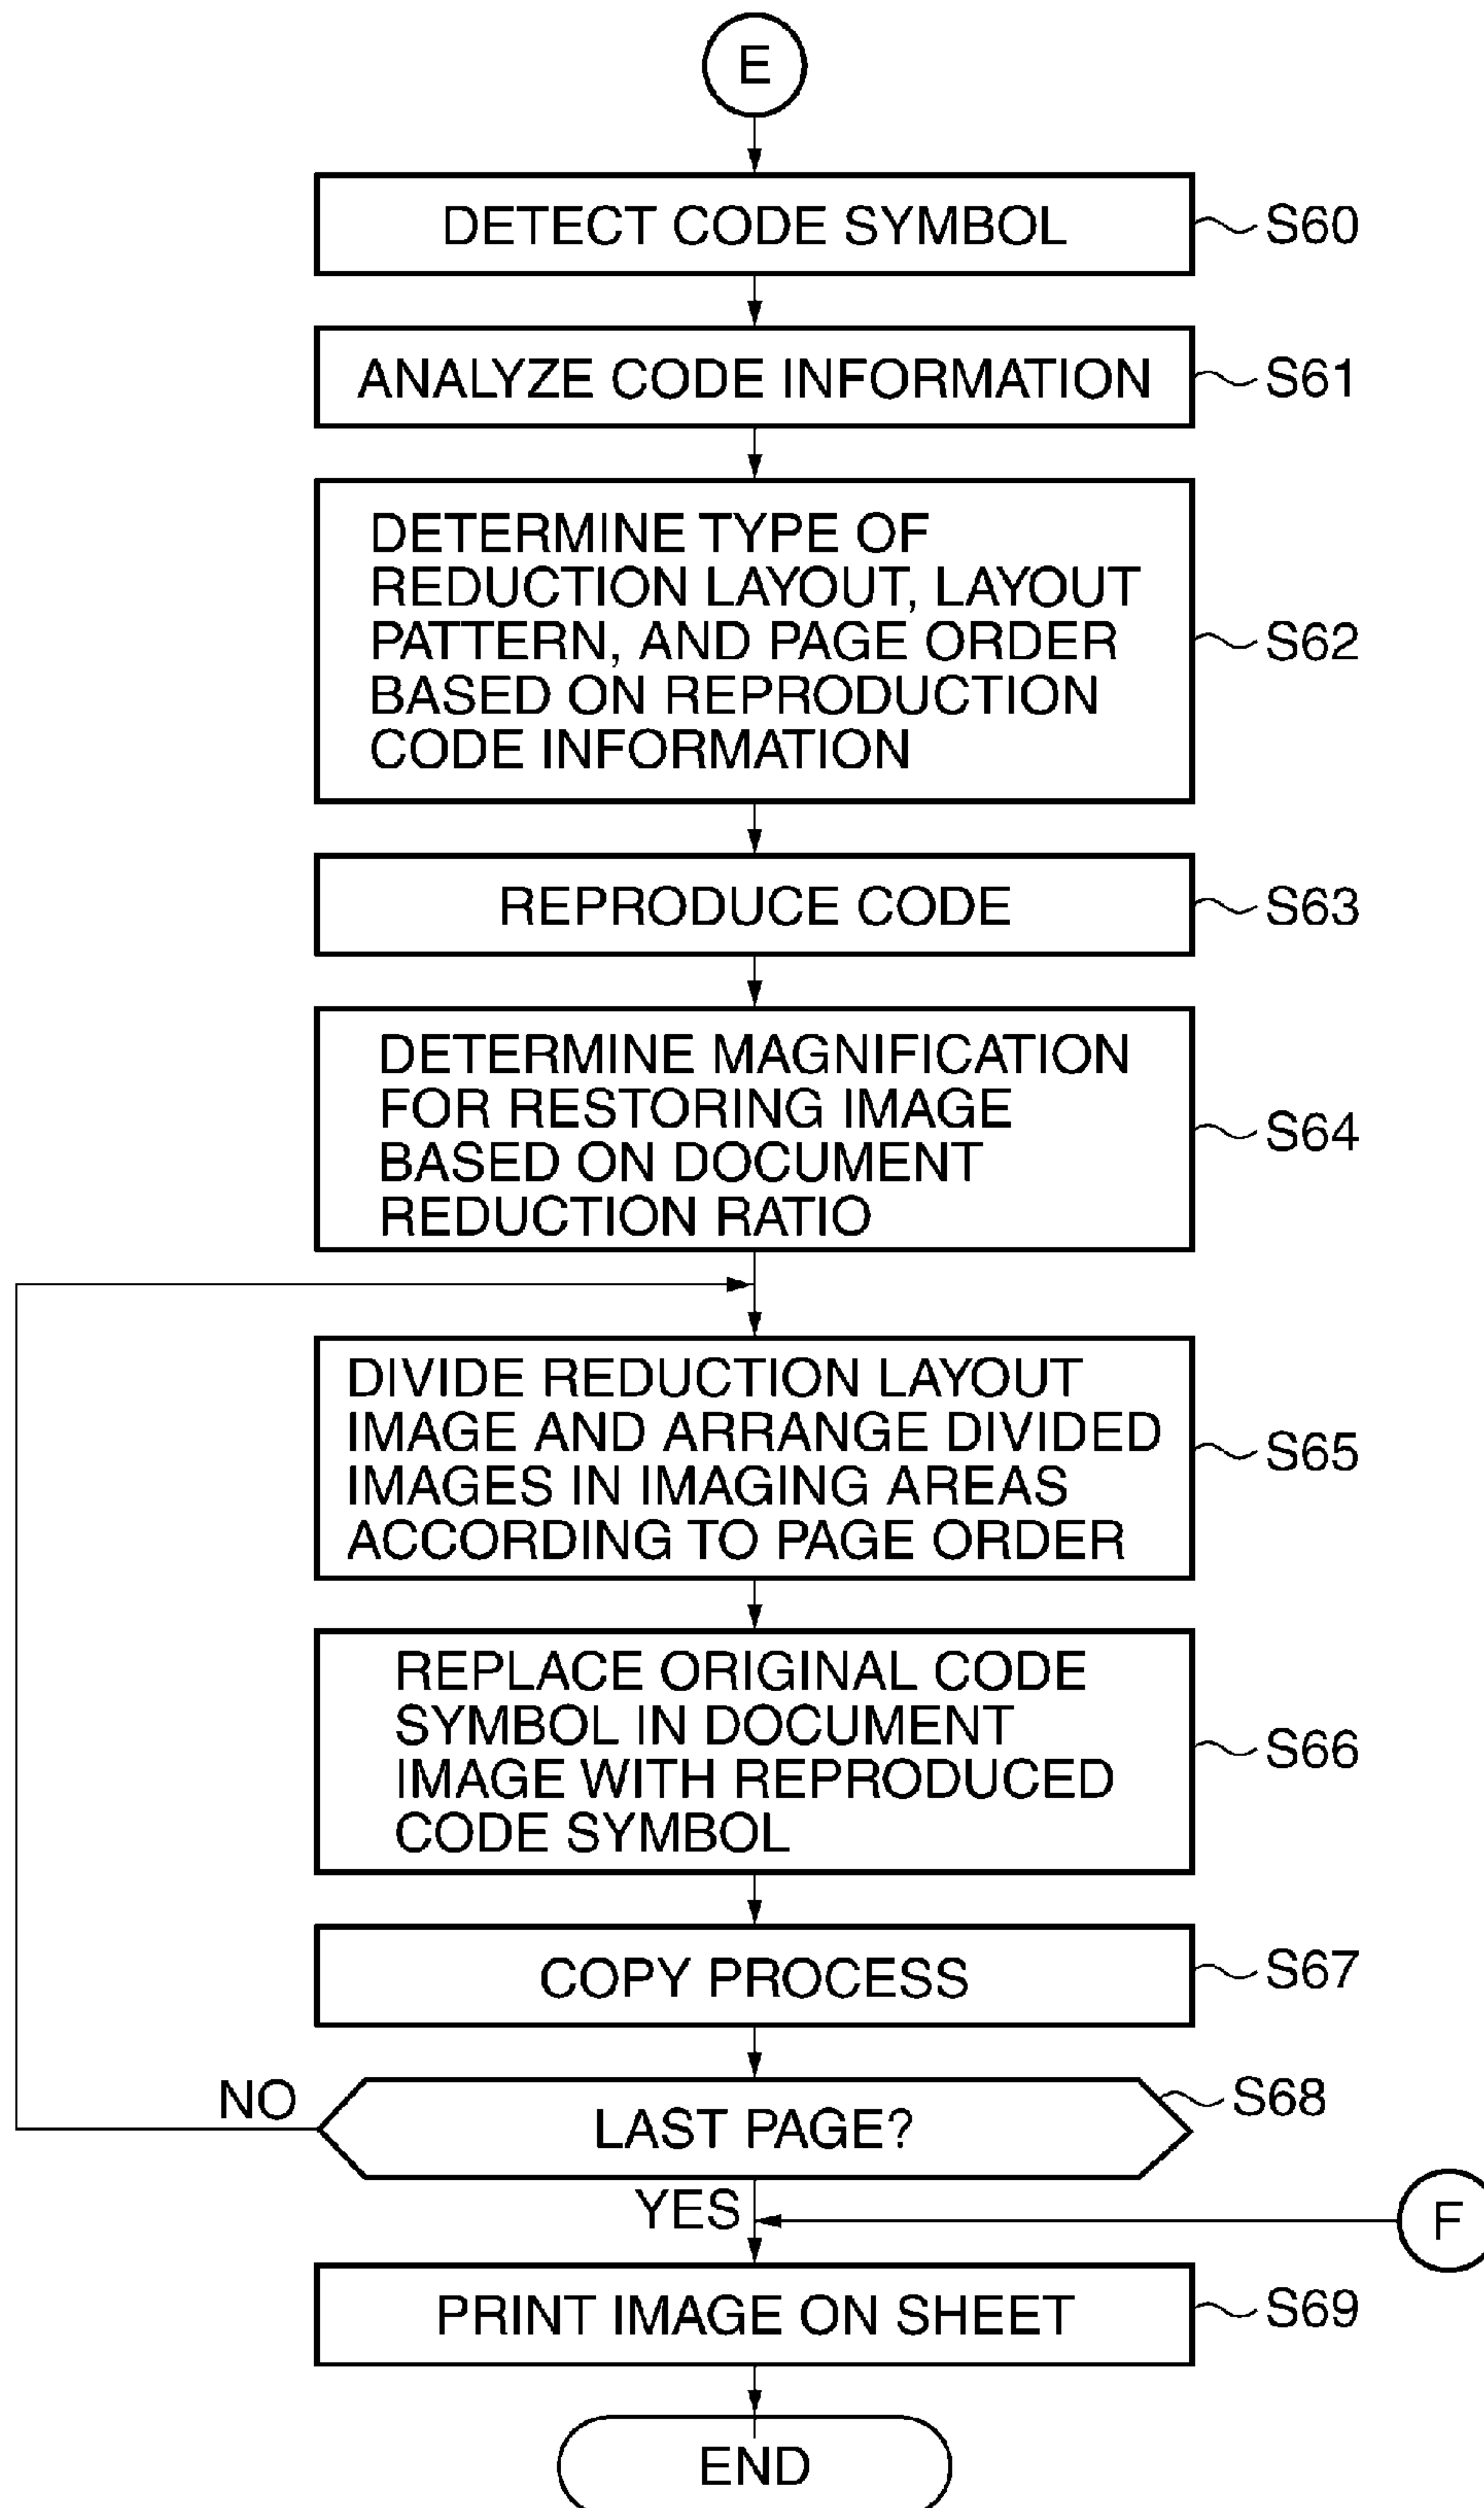 E
DETECT CODE SYMBOL
S60
ANALYZE CODE INFORMATION
S61
DETERMINE TYPE OF
REDUCTION LAYOUT, LAYOUT
PATTERN, AND PAGE ORDER
BASED ON REPRODUCTION
CODE INFORMATION
S62
REPRODUCE CODE
S63
DETERMINE MAGNIFICATION
FOR RESTORING IMAGE
BASED ON DOCUMENT
REDUCTION RATIO
S64
DIVIDE REDUCTION LAYOUT
IMAGE AND ARRANGE DIVIDED
IMAGES IN IMAGING AREAS
ACCORDING TO PAGE ORDER
S65
REPLACE ORIGINAL CODE
SYMBOL IN DOCUMENT
IMAGE WITH REPRODUCED
CODE SYMBOL
S66
COPY PROCESS
S67
NO
LAST PAGE?
S68
YES
F
PRINT IMAGE ON SHEET
S69
END